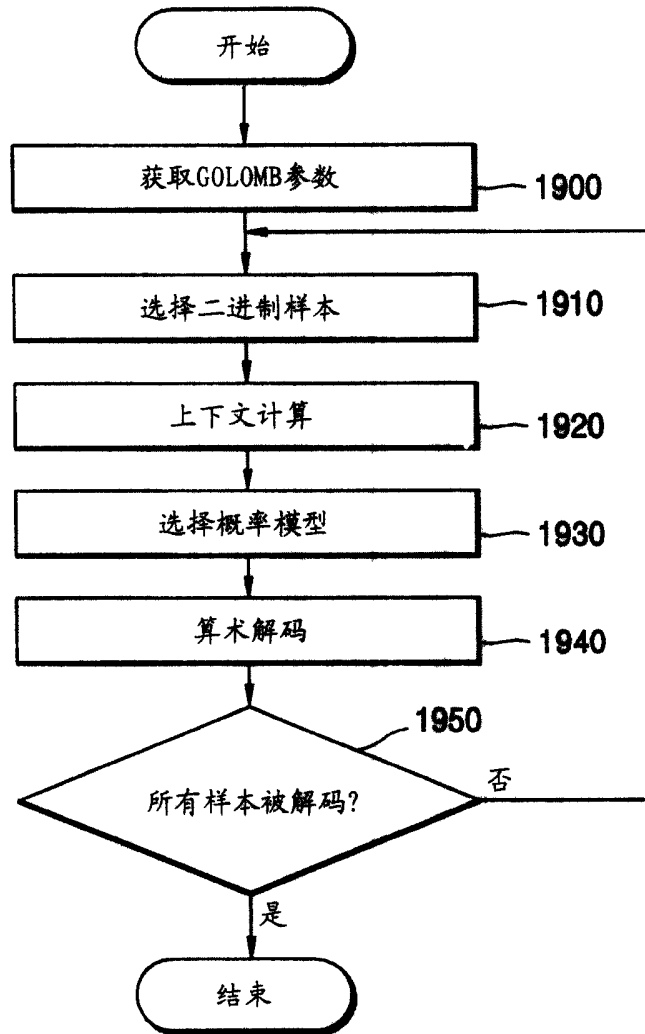 开始
获取GOLOMB参数
1900
选择二进制样本
1910
上下文计算
1920
选择概率模型
1930
算术解码
1940
1950
所有样本被解码?
否
是
结束